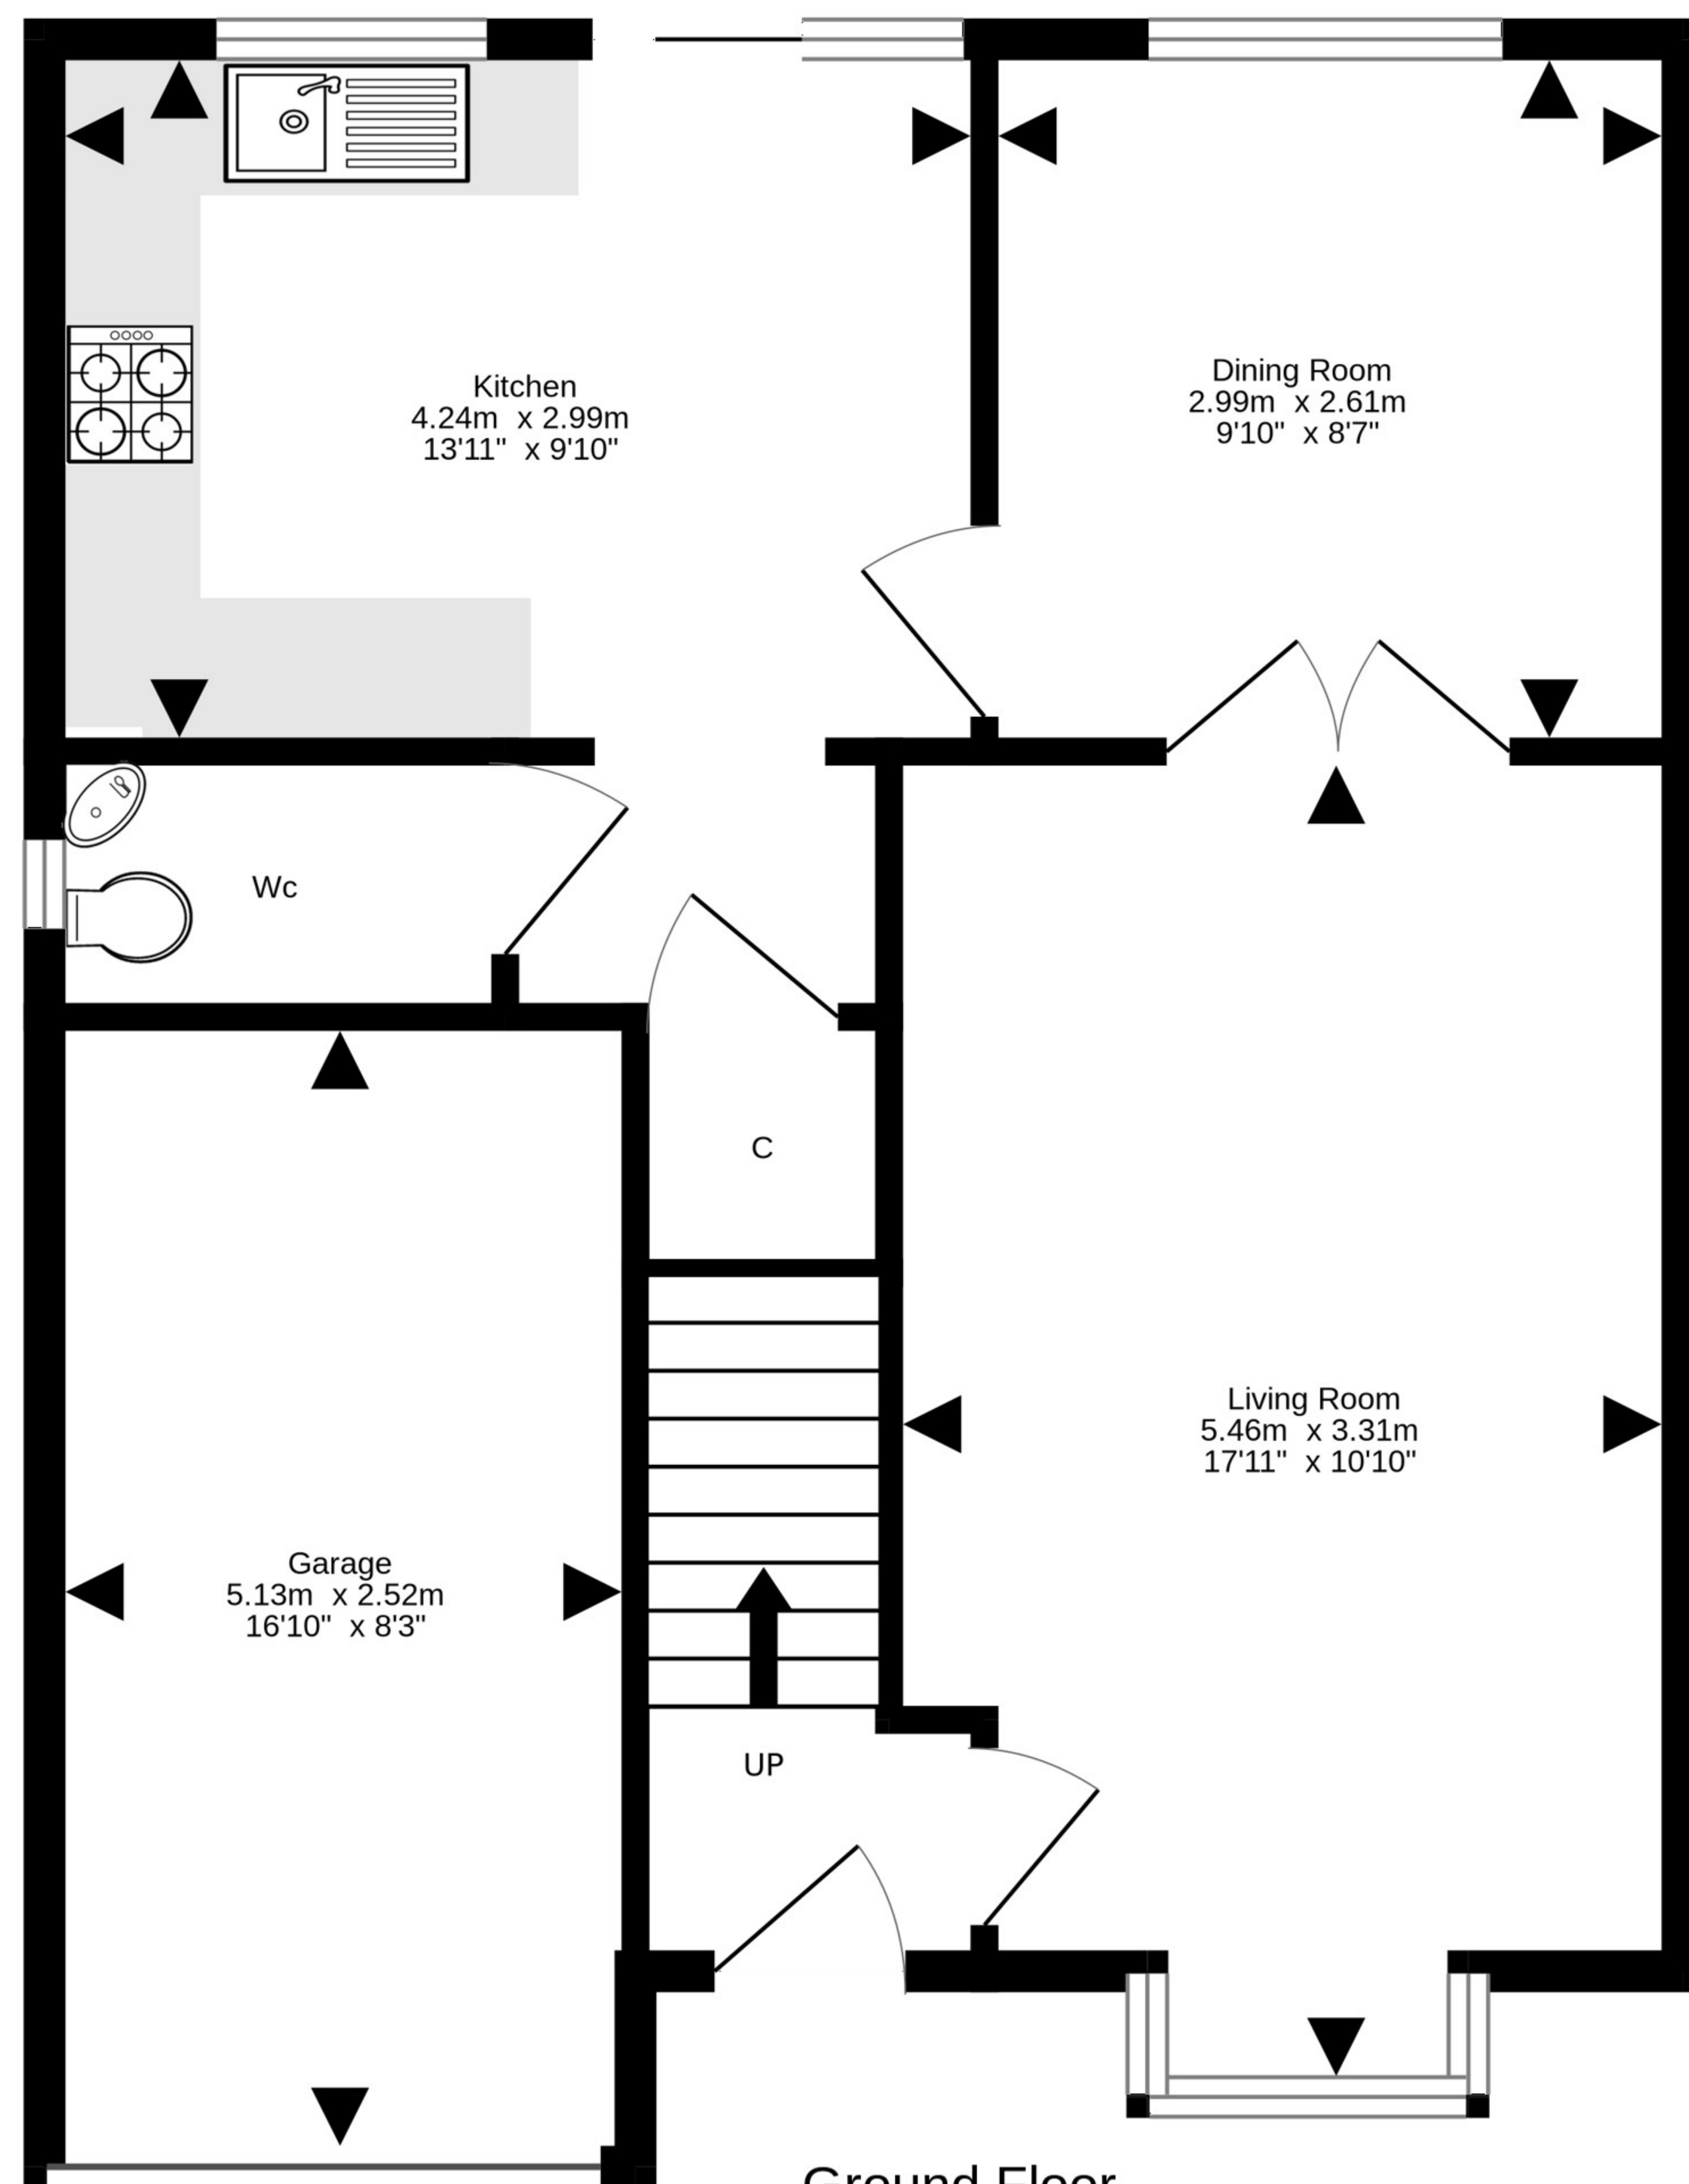 Kitchen
4.24m x 2.99m
13'11" x 9'10"
Dining Room
2.99m x 2.61m
9'10" x 8'7"
Wc
C
Living Room
5.46m x 3.31m
17'11" x 10'10"
Garage
5.13m x 2.52m
16'10" x 8'3"
UP
Ground Floor